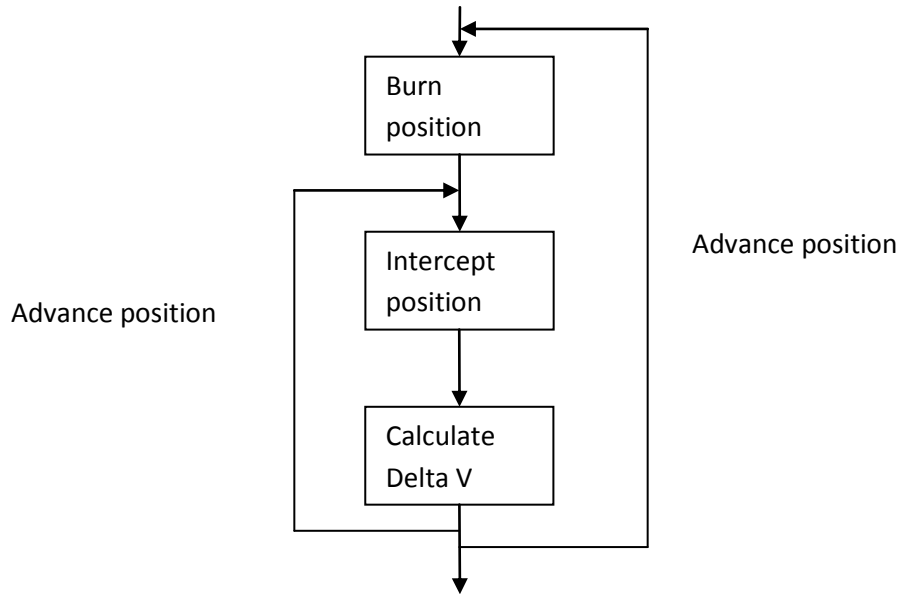 Burn
position
Advance position
Intercept
position
Advance position
Calculate
Delta V